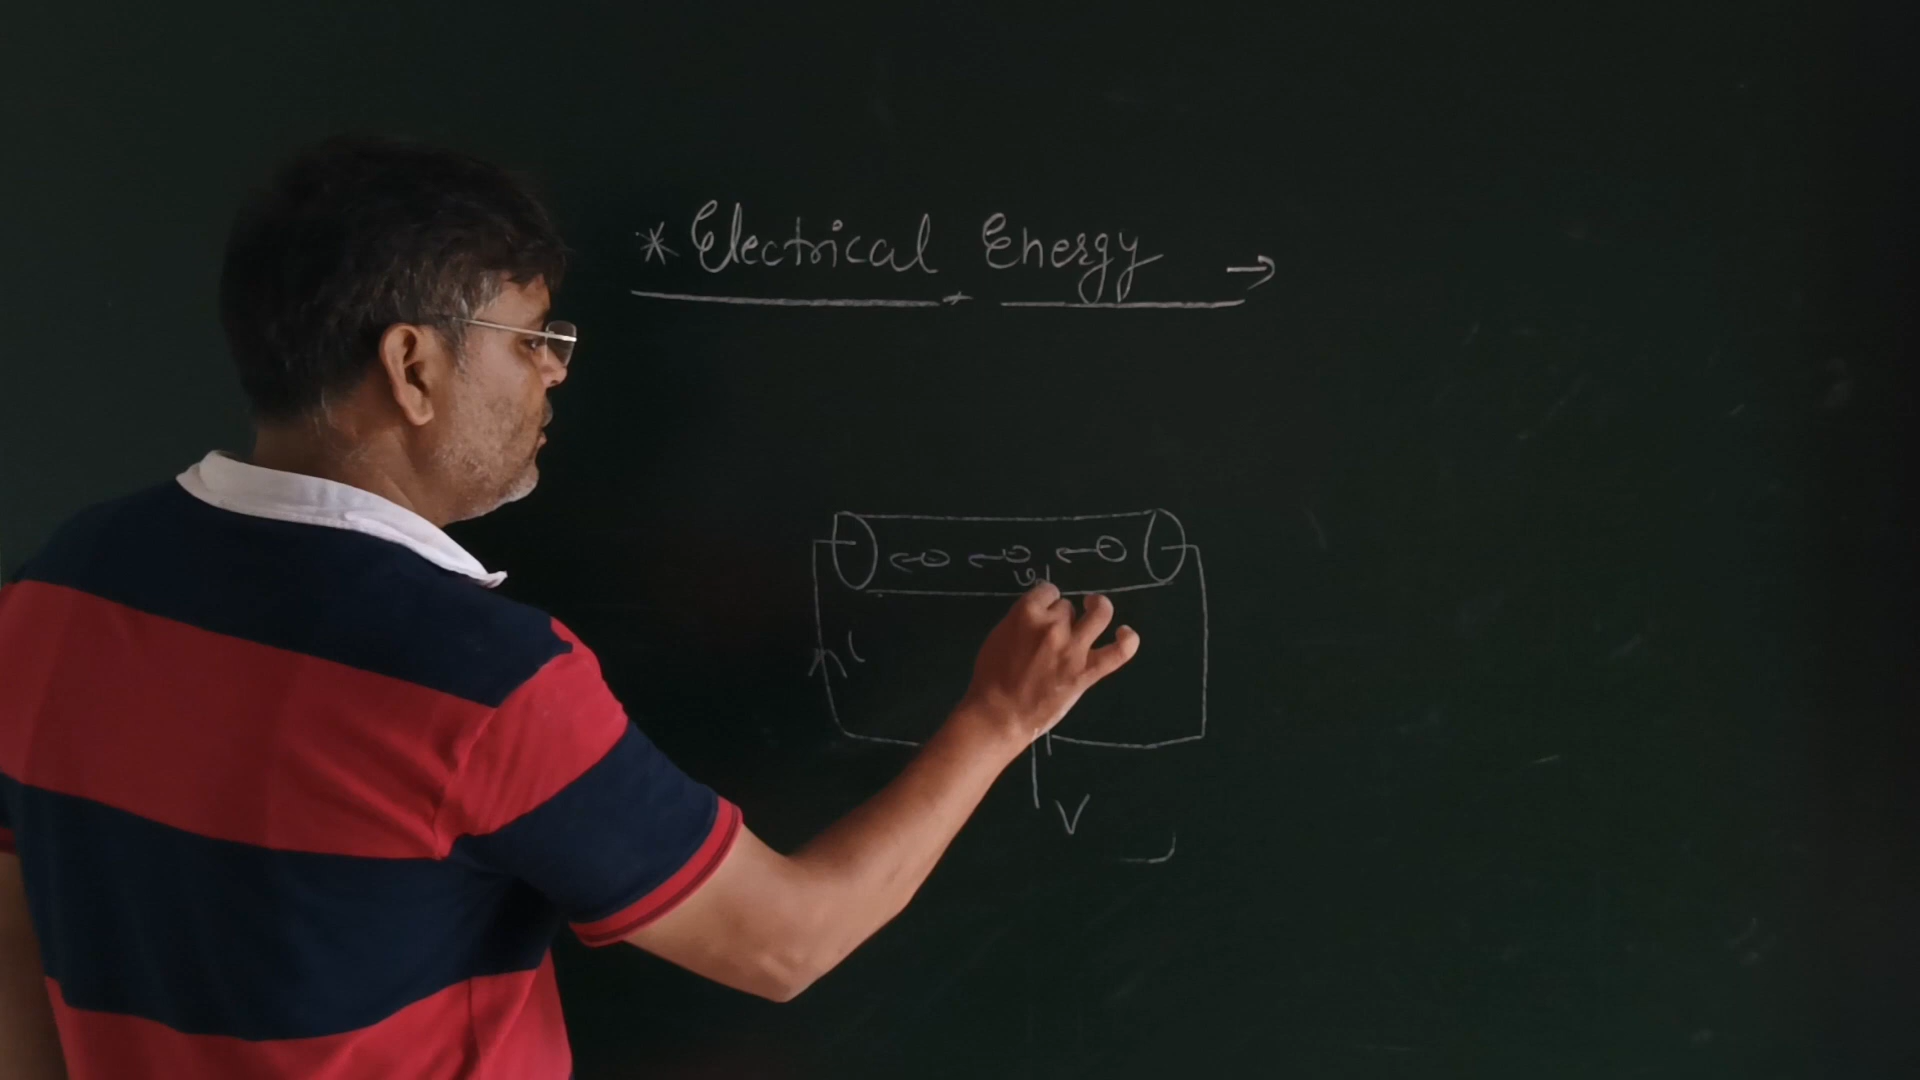 * Electrical Energy →
i
V